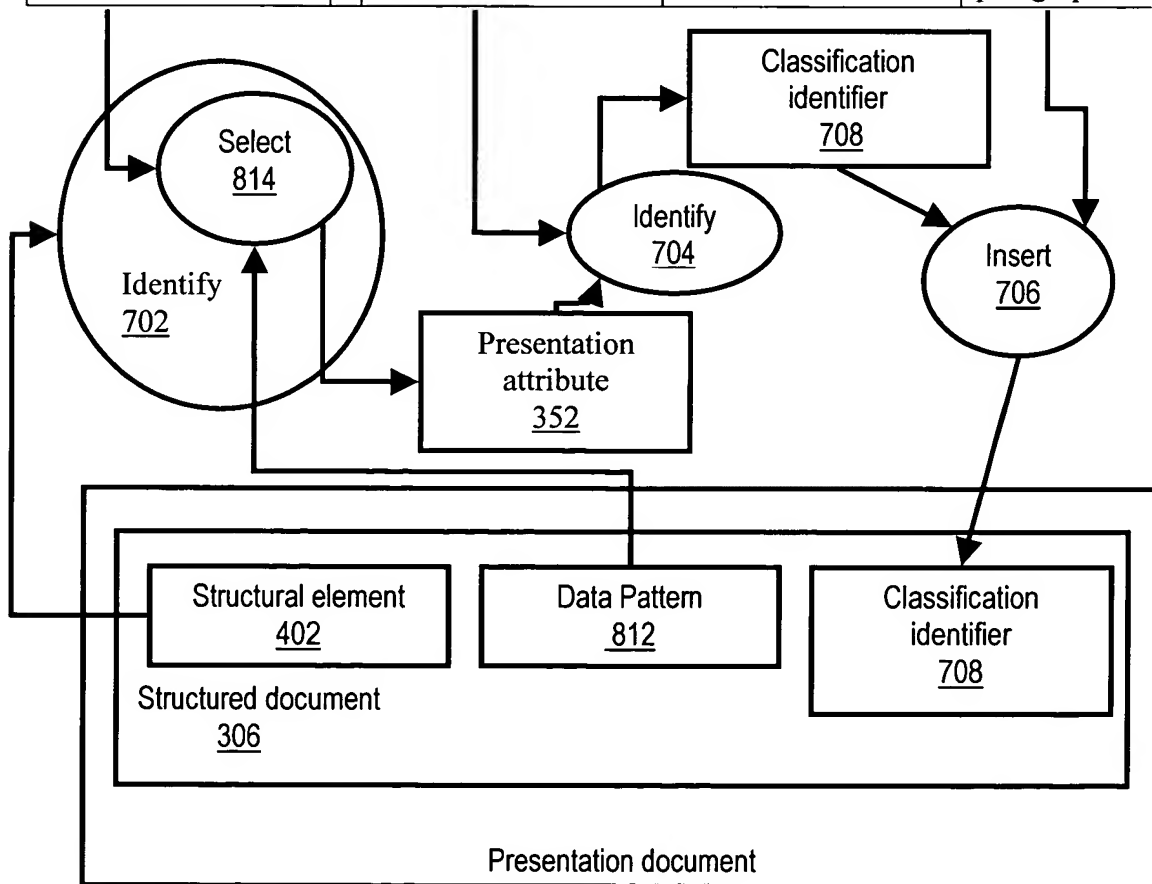 Classification
identifier
708
Select
814
Identify
704
Insert
706
Identify
702
Presentation
attribute
352
Structural element
402
Data Pattern
812
Classification
identifier
708
Structured document
306
Presentation document